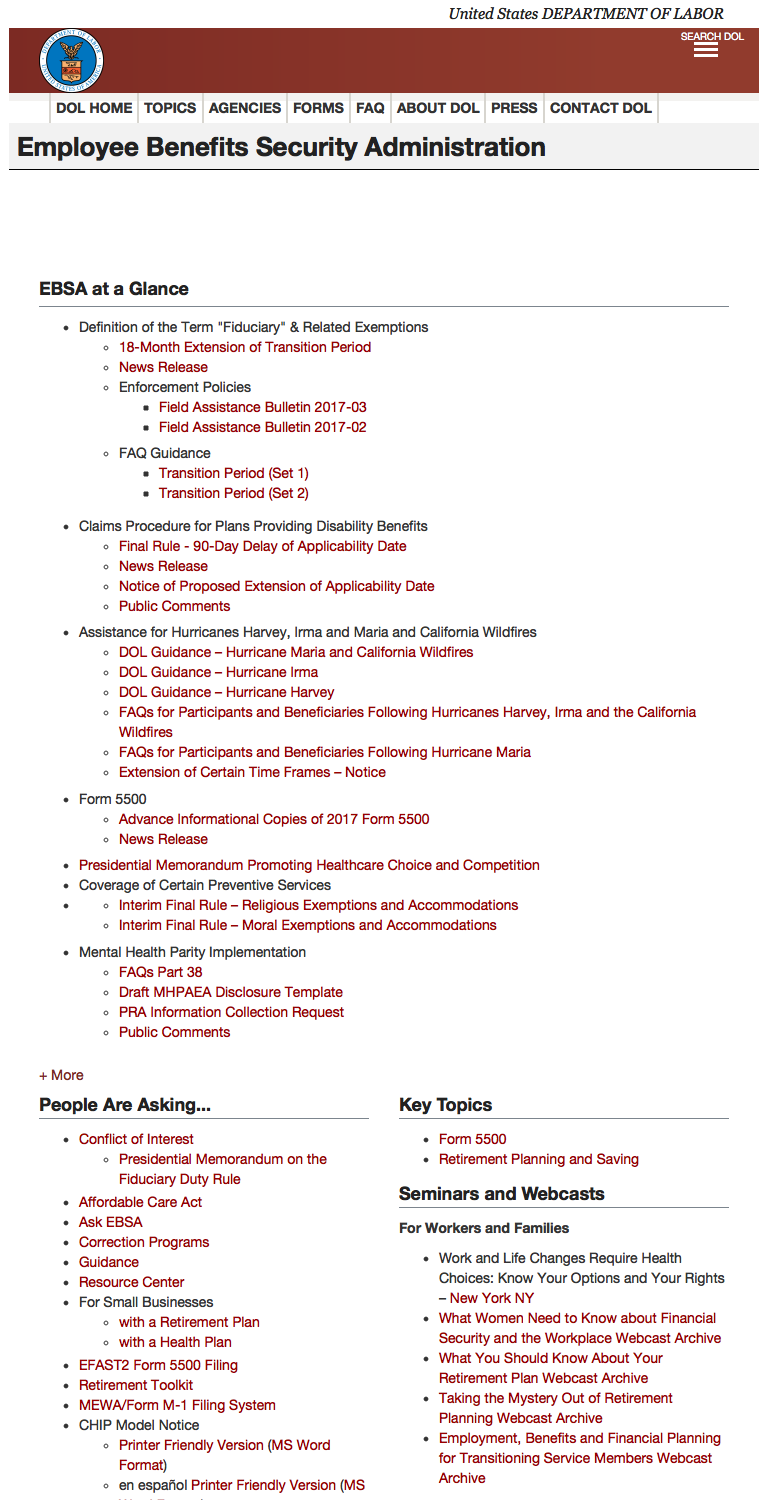 United States DEPARTMENT OF LABOR
SEARCH DOL
DOL HOME TOPICS AGENCIES FORMS FAQ ABOUT DOL PRESS CONTACT DOL
Employee Benefits Security Administration
EBSA at a Glance
Definition of the Term "Fiduciary" & Related Exemptions
18-Month Extension of Transition Period
News Release
Enforcement Policies
Field Assistance Bulletin 2017-03
Field Assistance Bulletin 2017-02
FAQ Guidance
Transition Period (Set 1)
Transition Period (Set 2)
Claims Procedure for Plans Providing Disability Benefits
Final Rule - 90-Day Delay of Applicability Date
News Release
Notice of Proposed Extension of Applicability Date
Public Comments
Assistance for Hurricanes Harvey, Irma and Maria and California Wildfires
DOL Guidance – Hurricane Maria and California Wildfires
DOL Guidance – Hurricane Irma
DOL Guidance – Hurricane Harvey
FAQs for Participants and Beneficiaries Following Hurricanes Harvey, Irma and the California
Wildfires
FAQs for Participants and Beneficiaries Following Hurricane Maria
Extension of Certain Time Frames – Notice
Form 5500
Advance Informational Copies of 2017 Form 5500
News Release
Presidential Memorandum Promoting Healthcare Choice and Competition
Coverage of Certain Preventive Services
Interim Final Rule – Religious Exemptions and Accommodations
Interim Final Rule – Moral Exemptions and Accommodations
Mental Health Parity Implementation
FAQs Part 38
Draft MHPAEA Disclosure Template
PRA Information Collection Request
Public Comments
+ More
People Are Asking...
Conflict of Interest
Presidential Memorandum on the
Fiduciary Duty Rule
Affordable Care Act
Ask EBSA
Correction Programs
Guidance
Resource Center
For Small Businesses
with a Retirement Plan
with a Health Plan
EFAST2 Form 5500 Filing
Retirement Toolkit
MEWA/Form M-1 Filing System
CHIP Model Notice
Printer Friendly Version (MS Word
Format)
en español Printer Friendly Version (MS
Key Topics
Form 5500
Retirement Planning and Saving
Seminars and Webcasts
For Workers and Families
Work and Life Changes Require Health
Choices: Know Your Options and Your Rights
– New York NY
What Women Need to Know about Financial
Security and the Workplace Webcast Archive
What You Should Know About Your
Retirement Plan Webcast Archive
Taking the Mystery Out of Retirement
Planning Webcast Archive
Employment, Benefits and Financial Planning
for Transitioning Service Members Webcast
Archive